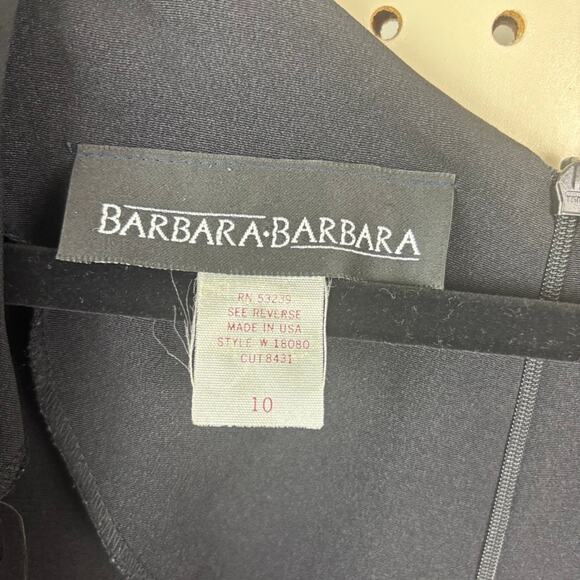 BARBARA·BARBARA
RN 53239
SEE REVERSE
MADE IN USA
STYLE W 18080
CUT 8431
10